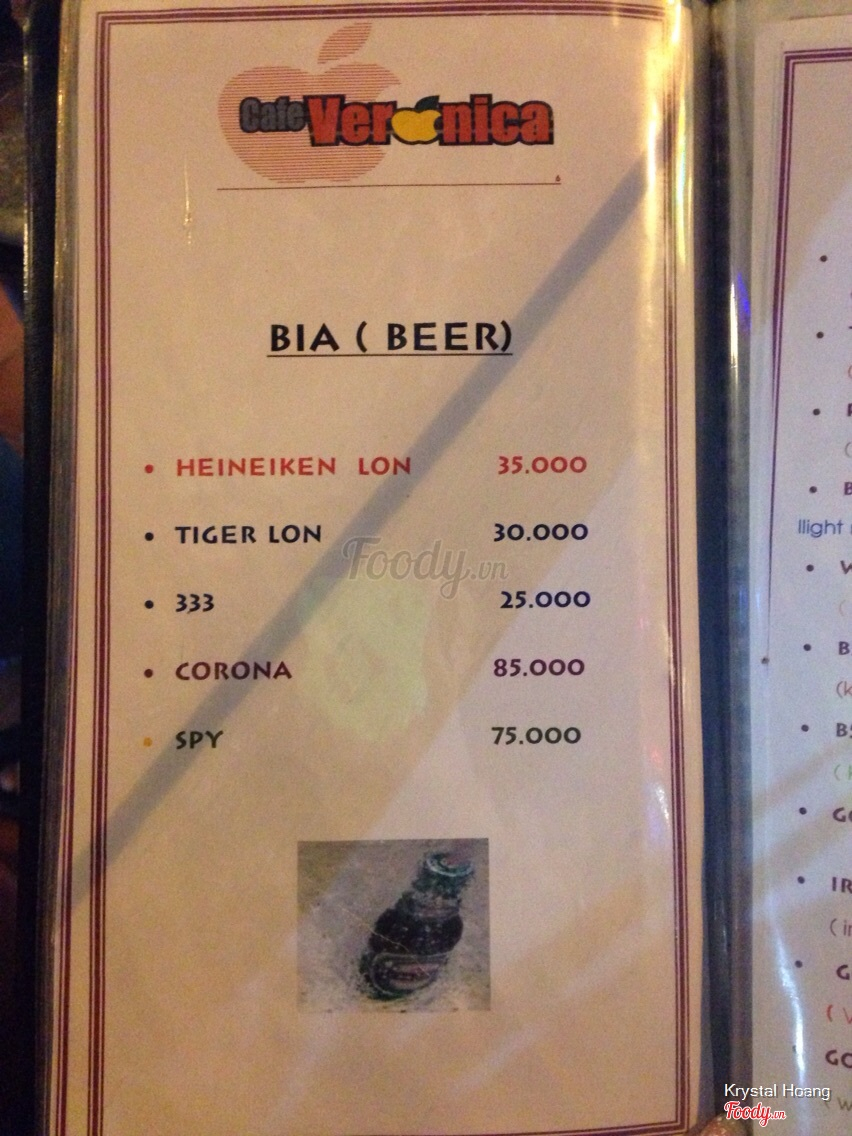 Cafe Veronica
BIA ( BEER)
• HEINEIKEN LON 35.000
• TIGER LON 30.000
• 333 25.000
• CORONA 85.000
• SPY 75.000
Foody.vn
llight
Krystal Hoang
Foody.vn